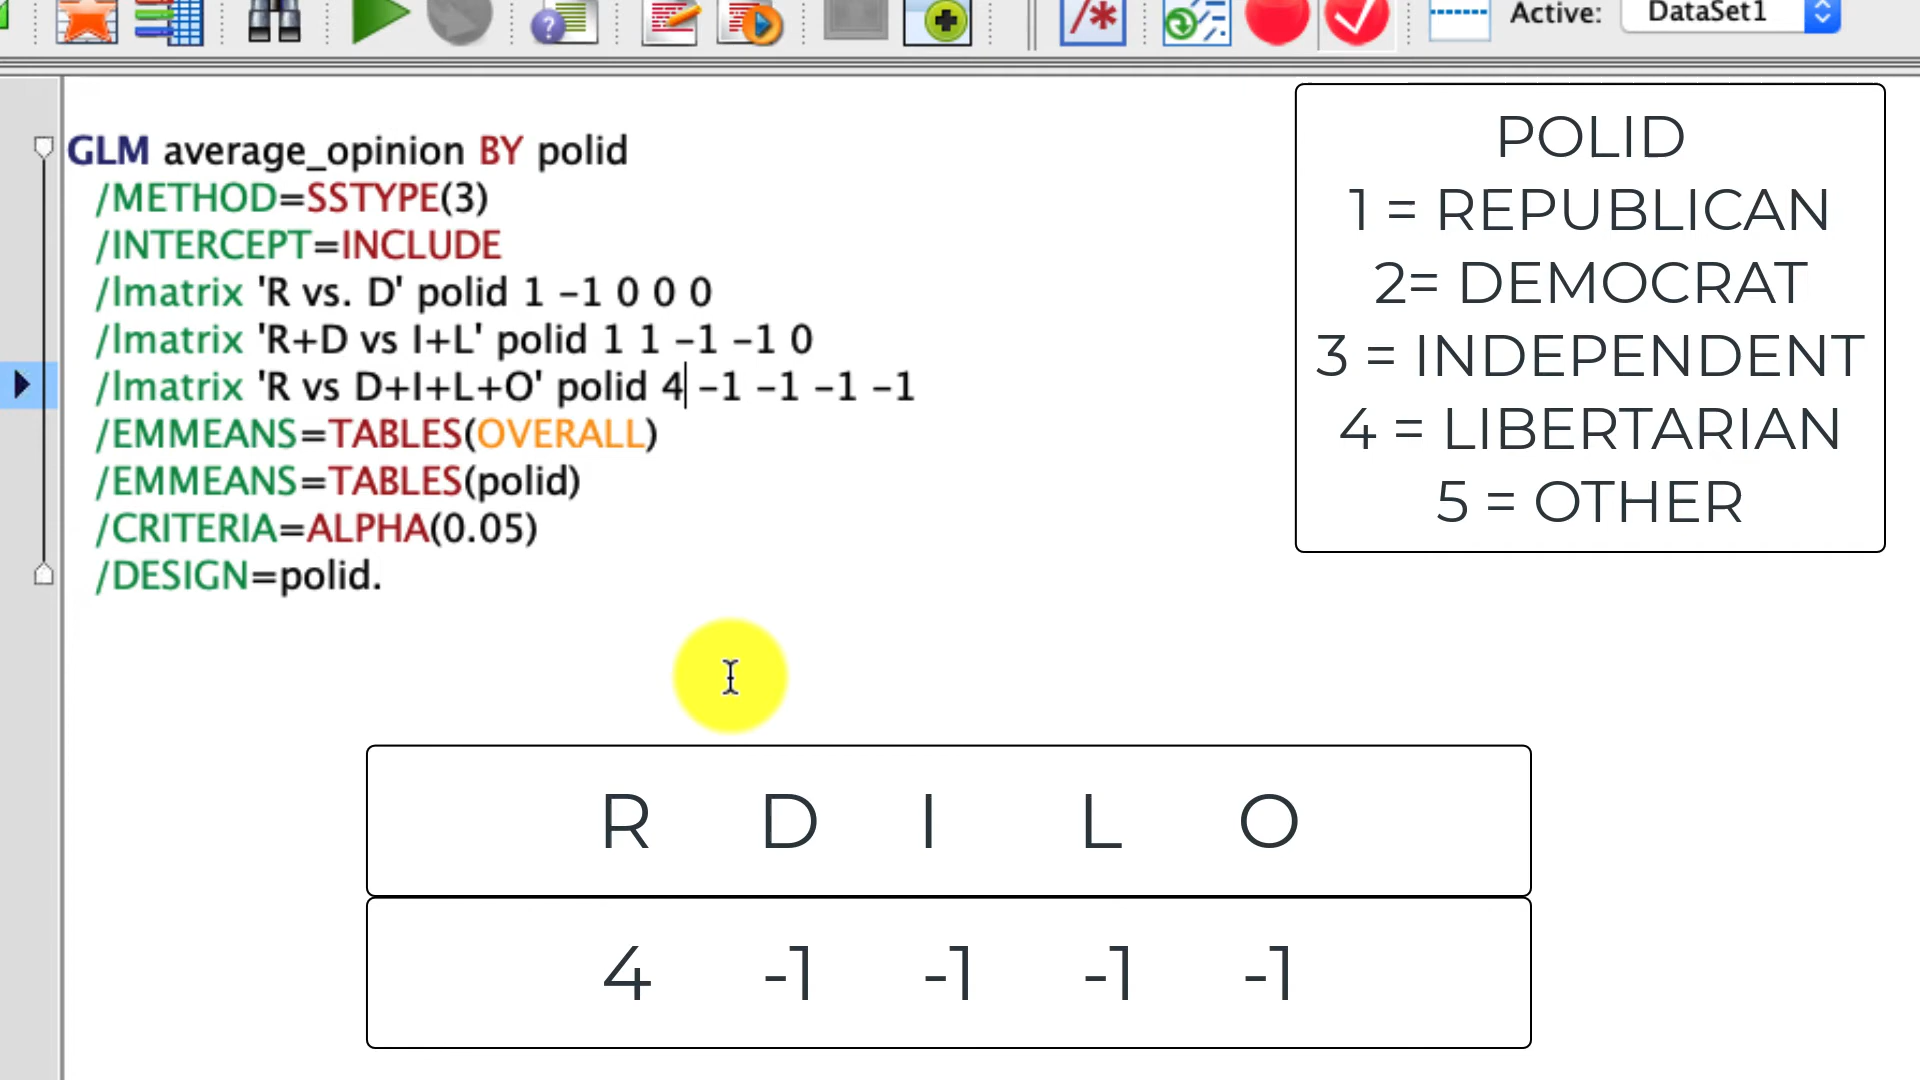 Active: DataSet1
GLM average_opinion BY polid
/METHOD=SSTYPE(3)
/INTERCEPT=INCLUDE
/lmatrix 'R vs. D' polid 1 -1 0 0 0
/lmatrix 'R+D vs I+L' polid 1 1 -1 -1 0
/lmatrix 'R vs D+I+L+O' polid 4 -1 -1 -1 -1
/EMMEANS=TABLES(OVERALL)
/EMMEANS=TABLES(polid)
/CRITERIA=ALPHA(0.05)
/DESIGN=polid.
POLID
1 = REPUBLICAN
2= DEMOCRAT
3 = INDEPENDENT
4 = LIBERTARIAN
5 = OTHER
R D I L O
4 -1 -1 -1 -1